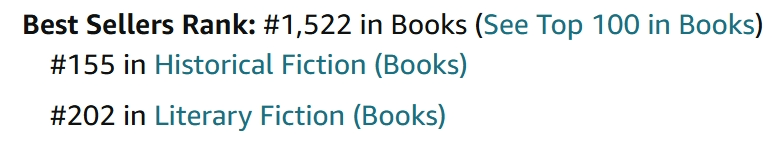 Best Sellers Rank: #1,522 in Books (See Top 100 in Books)
#155 in Historical Fiction (Books)
#202 in Literary Fiction (Books)